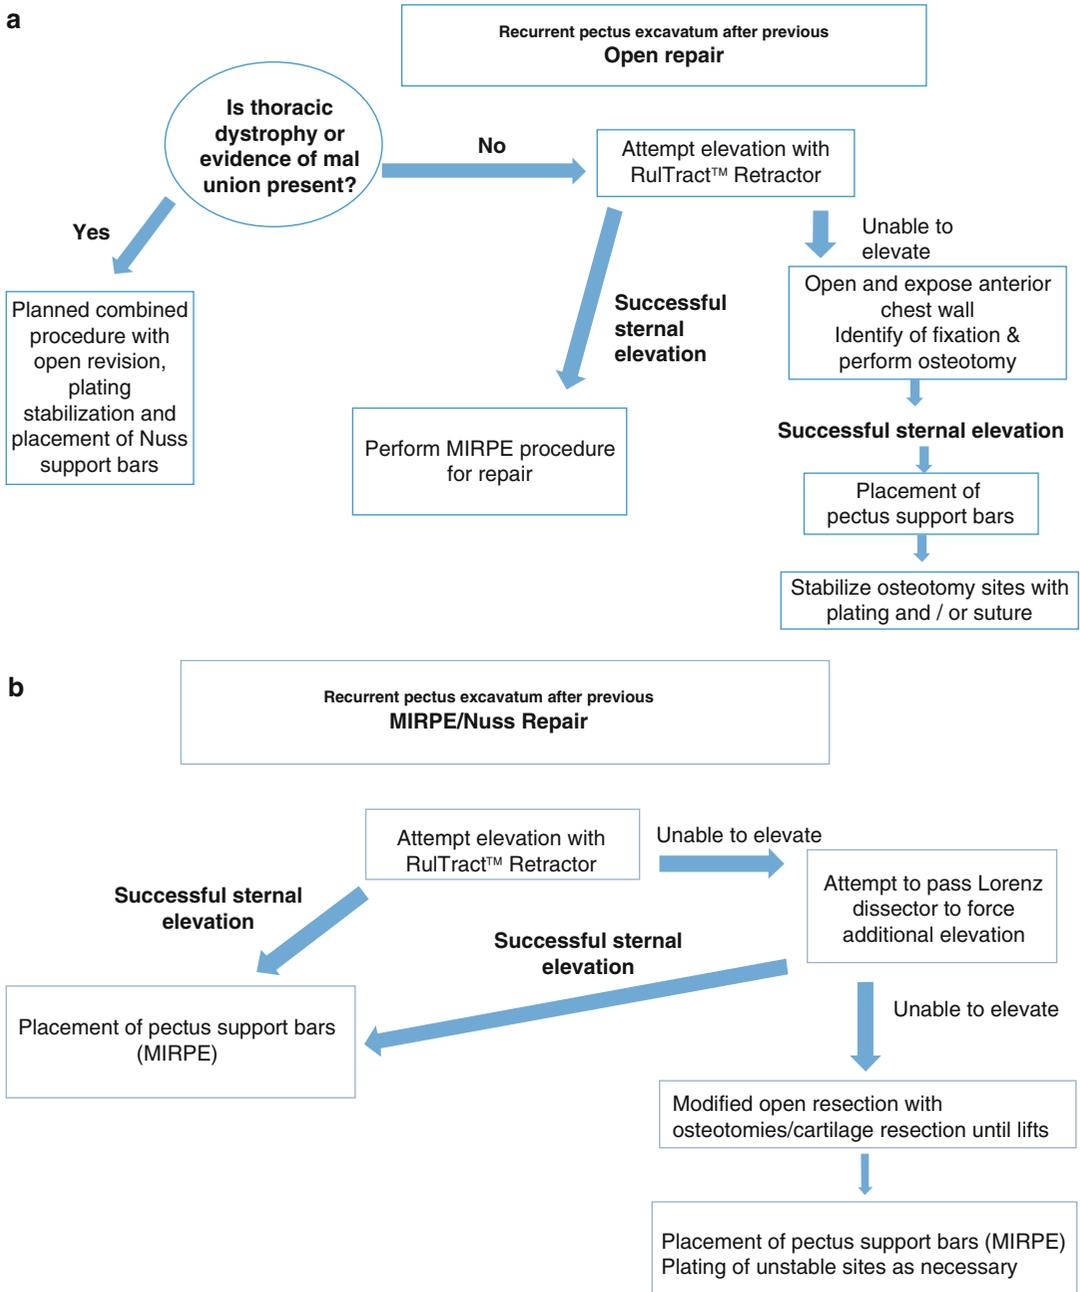 a
Recurrent pectus excavatum after previous
Open repair
Is thoracic
dystrophy or
evidence of mal
union present?
No
Attempt elevation with
RulTract™ Retractor
Yes
Unable to
elevate
Planned combined
procedure with
open revision,
plating
stabilization and
placement of Nuss
support bars
Successful
sternal
elevation
Open and expose anterior
chest wall
Identify of fixation &
perform osteotomy
Perform MIRPE procedure
for repair
Successful sternal elevation
Placement of
pectus support bars
Stabilize osteotomy sites with
plating and / or suture
b
Recurrent pectus excavatum after previous
MIRPE/Nuss Repair
Attempt elevation with
RulTract™ Retractor
Unable to elevate
Attempt to pass Lorenz
dissector to force
additional elevation
Successful sternal
elevation
Successful sternal
elevation
Placement of pectus support bars
(MIRPE)
Unable to elevate
Modified open resection with
osteotomies/cartilage resection until lifts
Placement of pectus support bars (MIRPE)
Plating of unstable sites as necessary